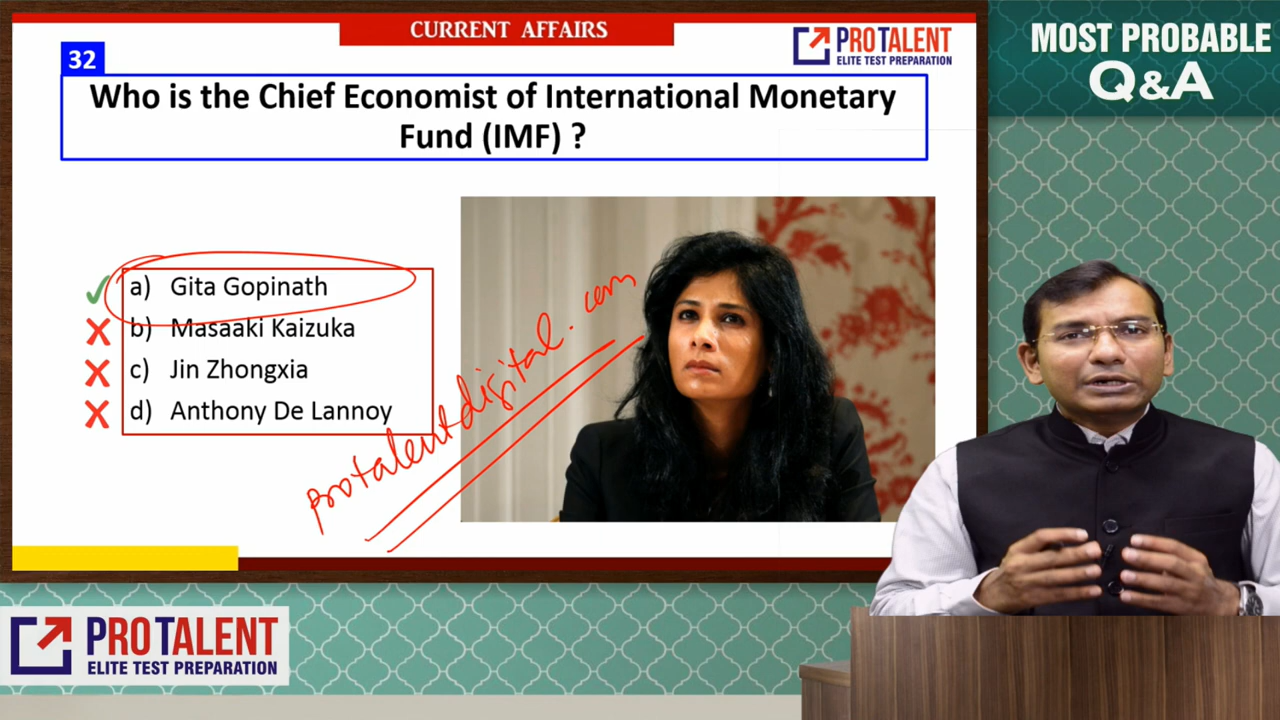 CURRENT AFFAIRS
PROTALENT
ELITE TEST PREPARATION
MOST PROBABLE
Q&A
32
Who is the Chief Economist of International Monetary
Fund (IMF) ?
a) Gita Gopinath
b) Masaaki Kaizuka
c) Jin Zhongxia
d) Anthony De Lannoy
protalentdigital.com
PROTALENT
ELITE TEST PREPARATION